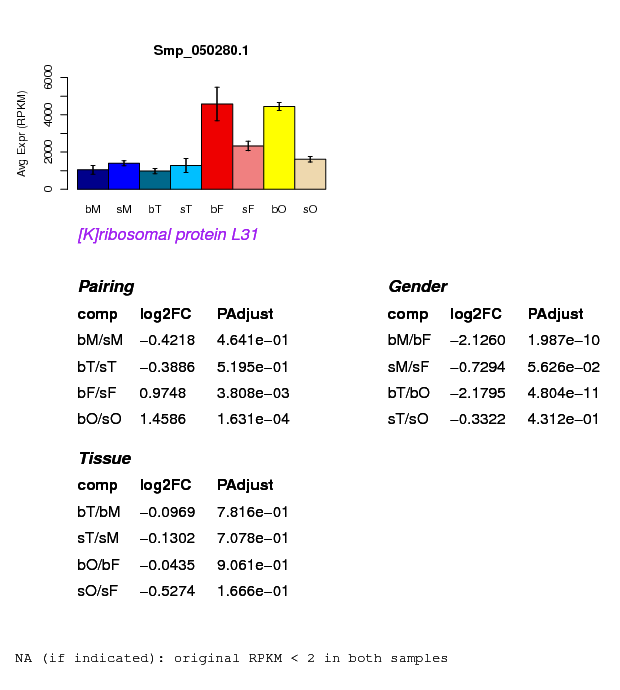 Smp_050280.1
Avg Expr (RPKM)
6000
2000
0
bM sM bT sT bF sF bO sO
[K]ribosomal protein L31
Pairing
comp log2FC PAdjust
bM/sM −0.4218 4.641e−01
bT/sT −0.3886 5.195e−01
bF/sF 0.9748 3.808e−03
bO/sO 1.4586 1.631e−04
Gender
comp log2FC PAdjust
bM/bF −2.1260 1.987e−10
sM/sF −0.7294 5.626e−02
bT/bO −2.1795 4.804e−11
sT/sO −0.3322 4.312e−01
Tissue
comp log2FC PAdjust
bT/bM −0.0969 7.816e−01
sT/sM −0.1302 7.078e−01
bO/bF −0.0435 9.061e−01
sO/sF −0.5274 1.666e−01
NA (if indicated): original RPKM < 2 in both samples